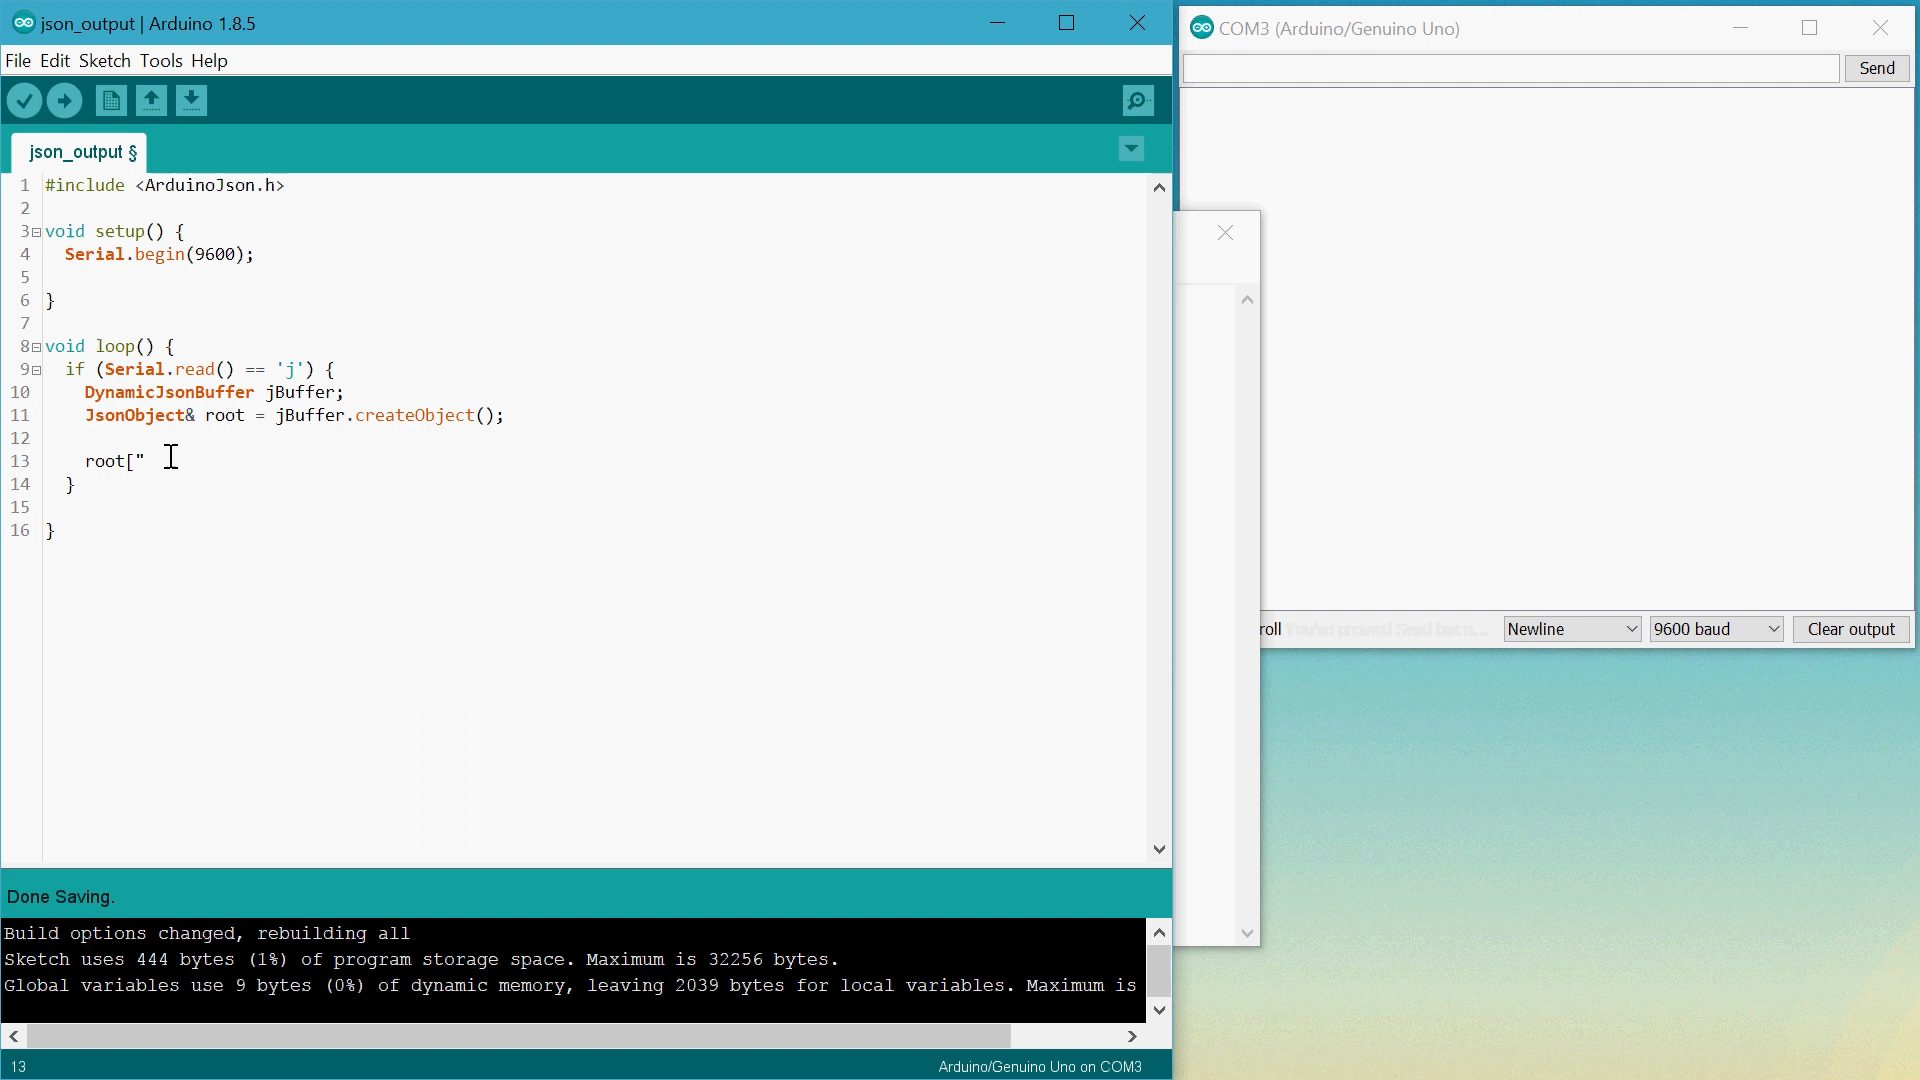 json_output | Arduino 1.8.5
File Edit Sketch Tools Help
json_output §
1 #include <ArduinoJson.h>
2
3 void setup() {
4 Serial.begin(9600);
5
6 }
7
8 void loop() {
9 if (Serial.read() == 'j') {
10 DynamicJsonBuffer jBuffer;
11 JsonObject& root = jBuffer.createObject();
12
13 root["
14 }
15
16 }
Done Saving.
Build options changed, rebuilding all
Sketch uses 444 bytes (1%) of program storage space. Maximum is 32256 bytes.
Global variables use 9 bytes (0%) of dynamic memory, leaving 2039 bytes for local variables. Maximum is
13
Arduino/Genuino Uno on COM3
COM3 (Arduino/Genuino Uno)
Send
roll
Newline
9600 baud
Clear output